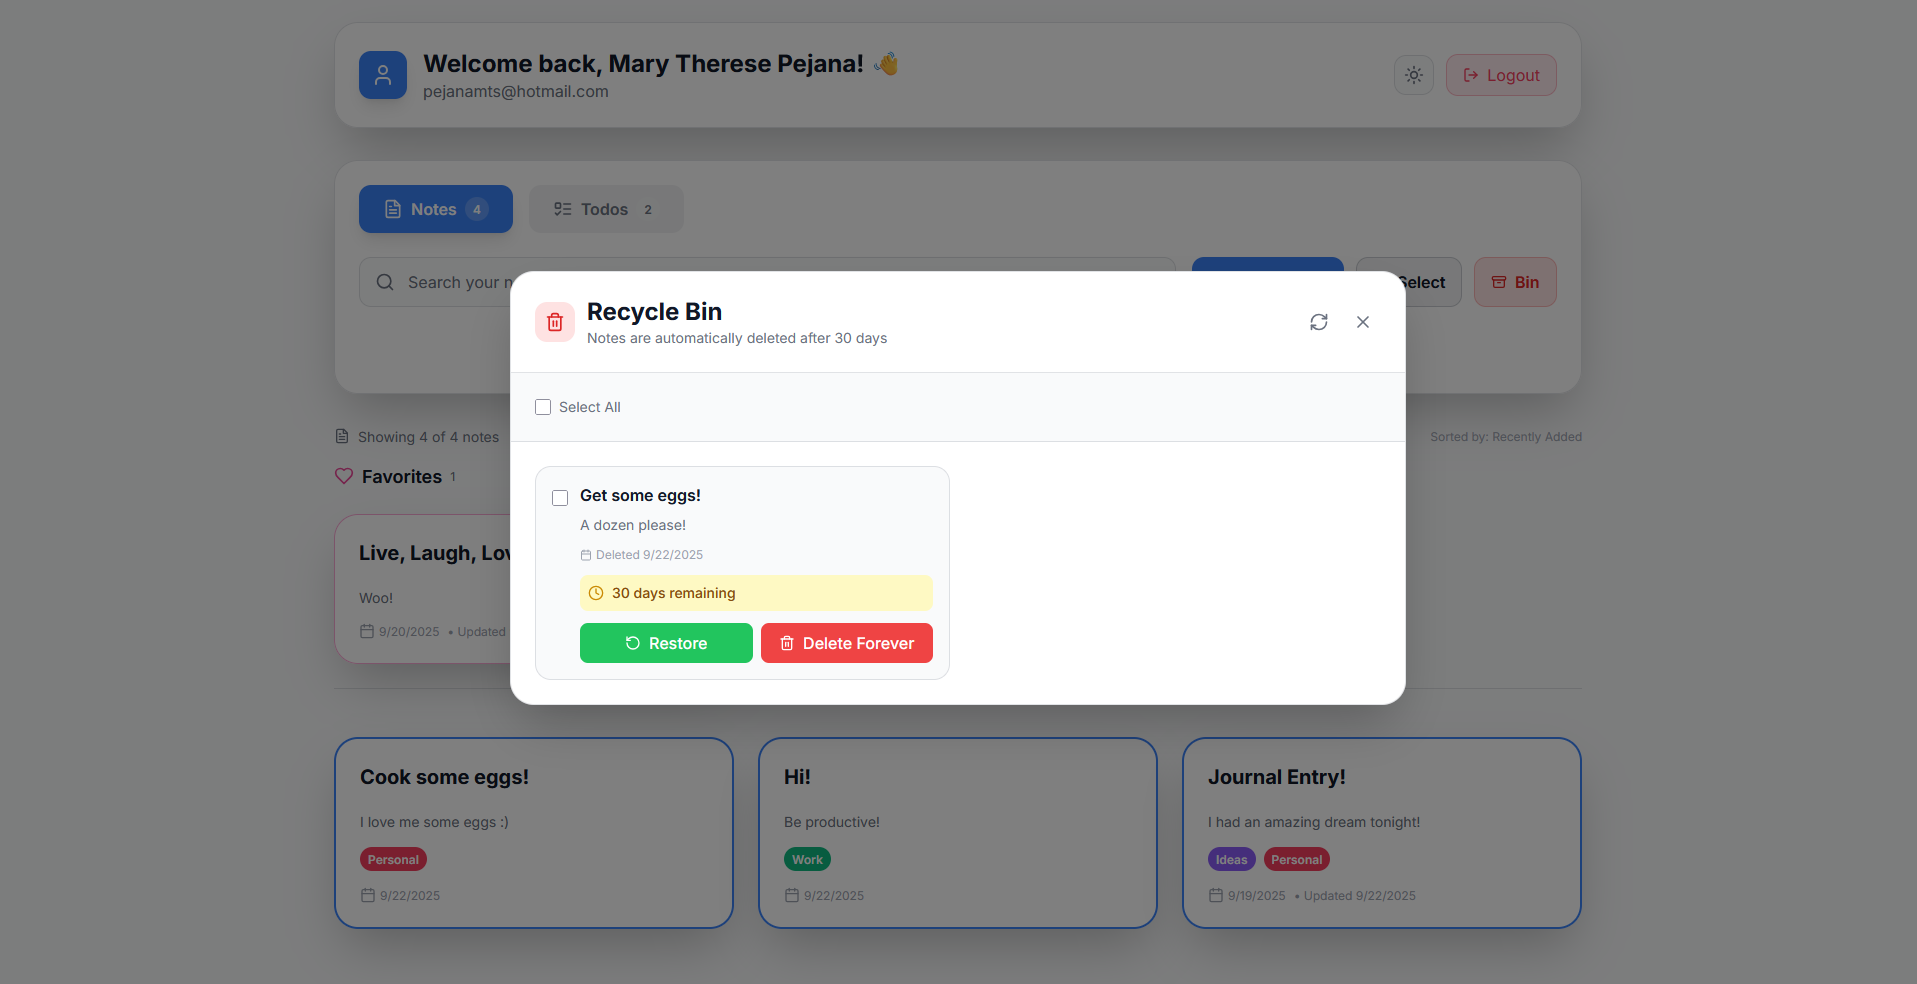 Welcome back, Mary Therese Pejana! 👋
pejanamts@hotmail.com
Logout
Notes 4
Todos 2
Search your n
Select
Bin
Recycle Bin
Notes are automatically deleted after 30 days
Select All
Showing 4 of 4 notes
Sorted by: Recently Added
Favorites 1
Get some eggs!
A dozen please!
Deleted 9/22/2025
30 days remaining
Restore
Delete Forever
Live, Laugh, Lov
Woo!
9/20/2025 • Updated
Cook some eggs!
I love me some eggs :)
Personal
9/22/2025
Hi!
Be productive!
Work
9/22/2025
Journal Entry!
I had an amazing dream tonight!
Ideas Personal
9/19/2025 • Updated 9/22/2025